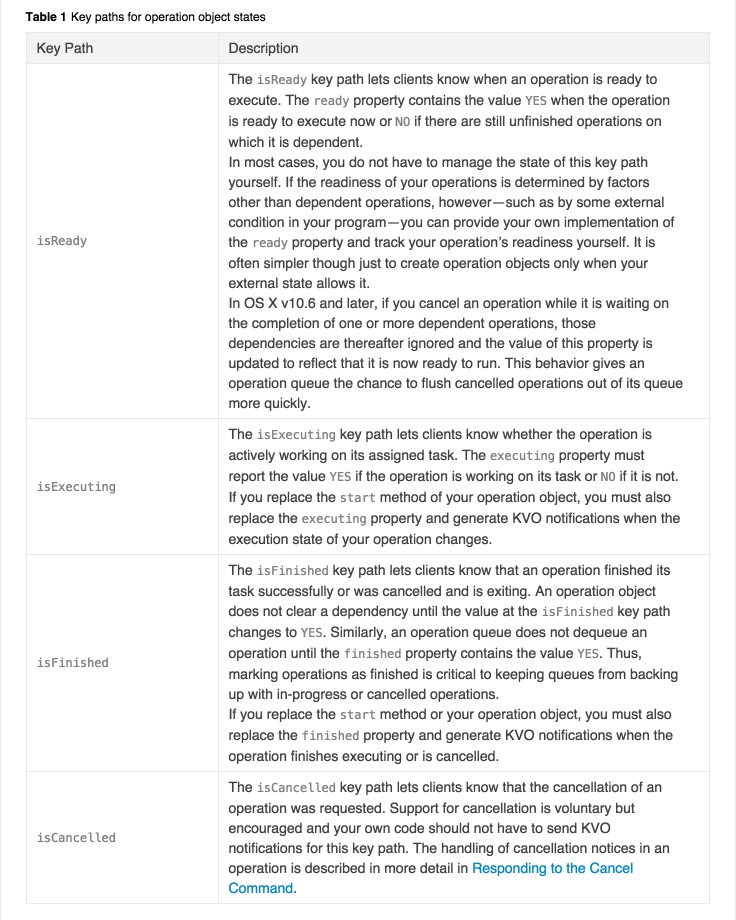 Table 1 Key paths for operation object states
Key Path
Description
isReady
The isReady key path lets clients know when an operation is ready to
execute. The ready property contains the value YES when the operation
is ready to execute now or NO if there are still unfinished operations on
which it is dependent.
In most cases, you do not have to manage the state of this key path
yourself. If the readiness of your operations is determined by factors
other than dependent operations, however—such as by some external
condition in your program—you can provide your own implementation of
the ready property and track your operation's readiness yourself. It is
often simpler though just to create operation objects only when your
external state allows it.
In OS X v10.6 and later, if you cancel an operation while it is waiting on
the completion of one or more dependent operations, those
dependencies are thereafter ignored and the value of this property is
updated to reflect that it is now ready to run. This behavior gives an
operation queue the chance to flush cancelled operations out of its queue
more quickly.
isExecuting
The isExecuting key path lets clients know whether the operation is
actively working on its assigned task. The executing property must
report the value YES if the operation is working on its task or NO if it is not.
If you replace the start method of your operation object, you must also
replace the executing property and generate KVO notifications when the
execution state of your operation changes.
isFinished
The isFinished key path lets clients know that an operation finished its
task successfully or was cancelled and is exiting. An operation object
does not clear a dependency until the value at the isFinished key path
changes to YES. Similarly, an operation queue does not dequeue an
operation until the finished property contains the value YES. Thus,
marking operations as finished is critical to keeping queues from backing
up with in-progress or cancelled operations.
If you replace the start method or your operation object, you must also
replace the finished property and generate KVO notifications when the
operation finishes executing or is cancelled.
isCancelled
The isCancelled key path lets clients know that the cancellation of an
operation was requested. Support for cancellation is voluntary but
encouraged and your own code should not have to send KVO
notifications for this key path. The handling of cancellation notices in an
operation is described in more detail in Responding to the Cancel
Command.